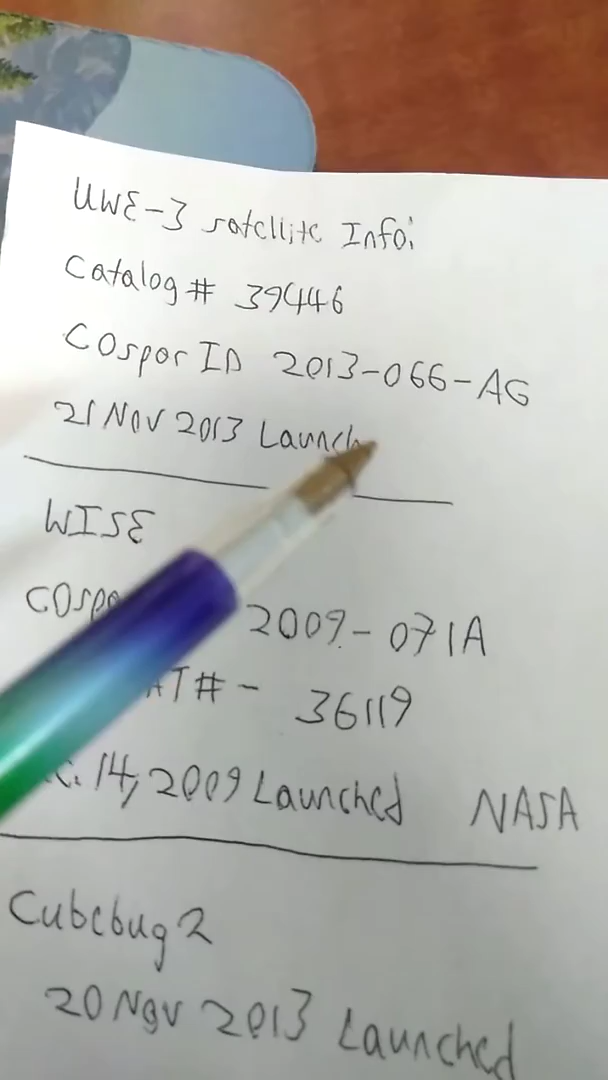 UWE-3 satellite Info:
Catalog# 39446
COspar ID 2013-066-AG
21 Nov 2013 Launch
WISE
2009-071A
# - 36119
14, 2009 Launched NASA
Cubebug 2
20 Nov 2013 Launched